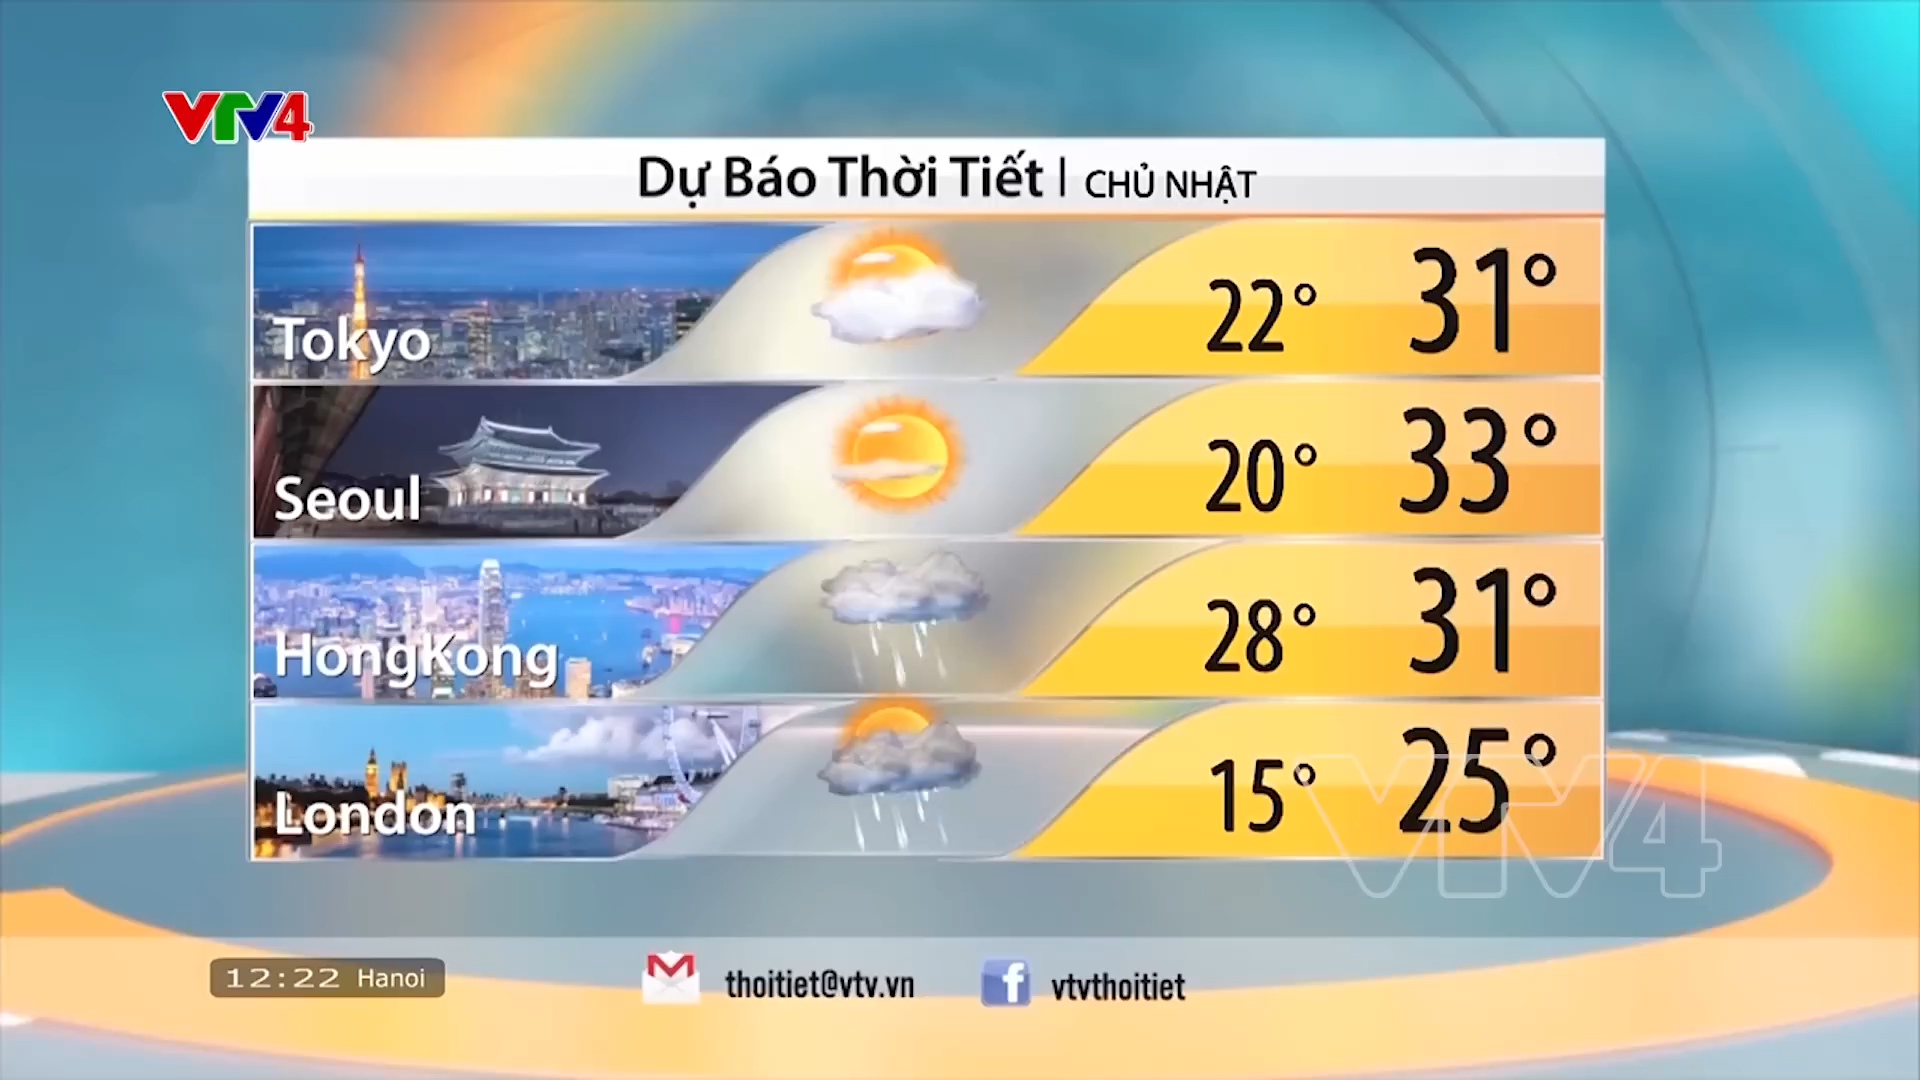 VTV4
Dự Báo Thời Tiết | CHỦ NHẬT
Tokyo 22° 31°
Seoul 20° 33°
HongKong 28° 31°
London 15° 25°
VTV4
12:22 Hanoi thoitiet@vtv.vn vtvthoitiet